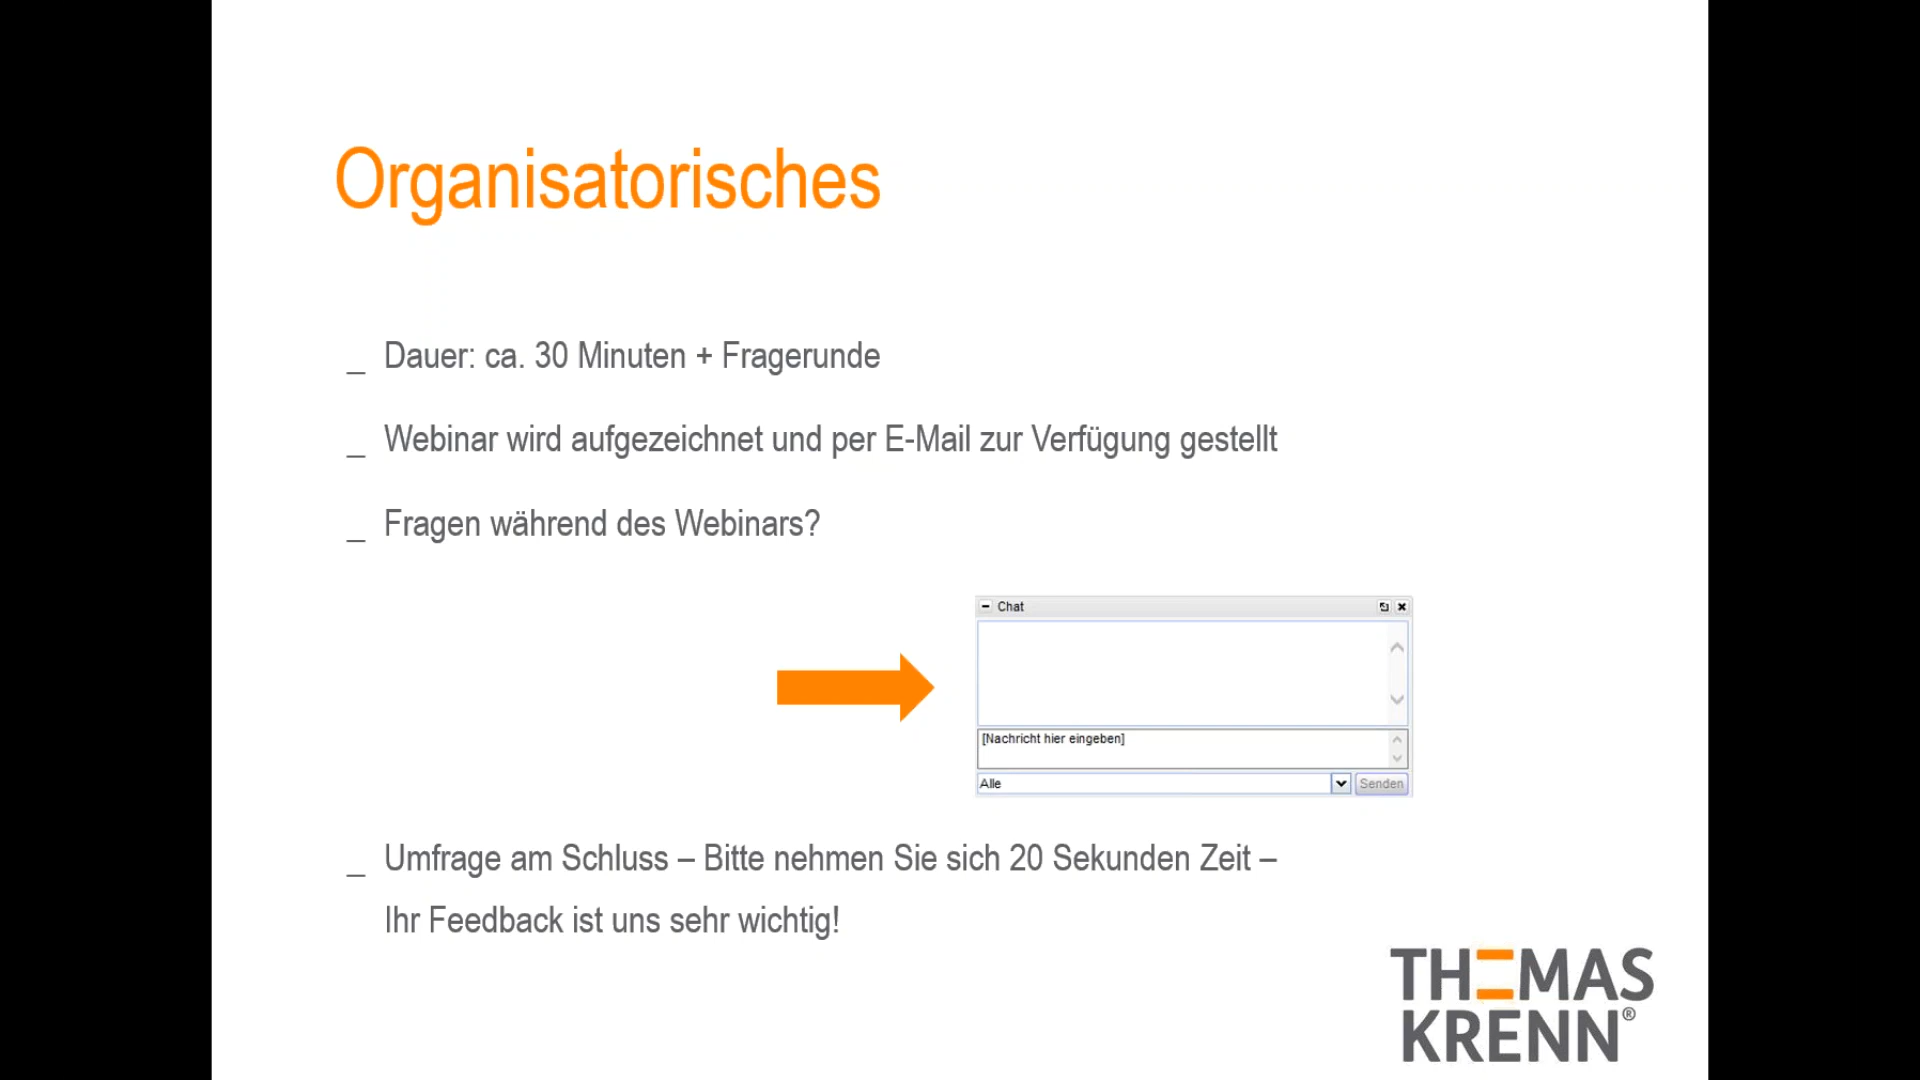 Organisatorisches
_ Dauer: ca. 30 Minuten + Fragerunde
_ Webinar wird aufgezeichnet und per E-Mail zur Verfügung gestellt
_ Fragen während des Webinars?
Chat
[Nachricht hier eingeben]
Alle
Senden
_ Umfrage am Schluss – Bitte nehmen Sie sich 20 Sekunden Zeit –
Ihr Feedback ist uns sehr wichtig!
THOMAS
KRENN®